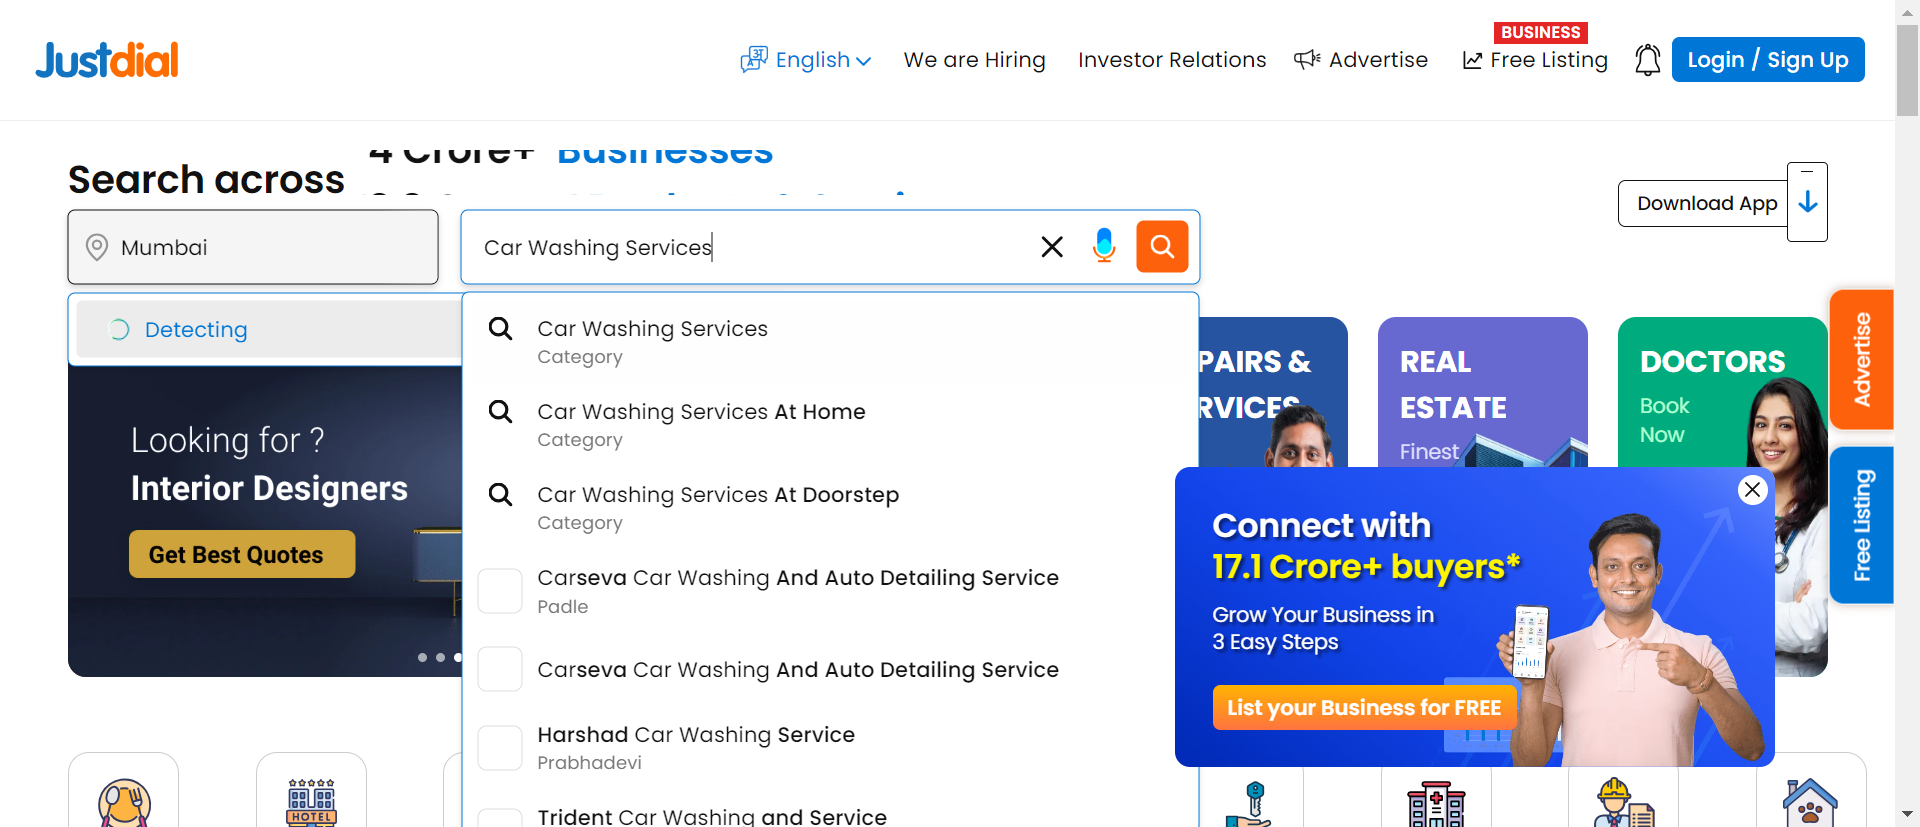 Justdial
English
We are Hiring
Investor Relations
Advertise
BUSINESS
Free Listing
Login / Sign Up
Search across
4 Crore+ Businesses
Download App
Mumbai
Car Washing Services
Detecting
Car Washing Services
Category
Car Washing Services At Home
Category
Car Washing Services At Doorstep
Category
Carseva Car Washing And Auto Detailing Service
Padle
Carseva Car Washing And Auto Detailing Service
Harshad Car Washing Service
Prabhadevi
Trident Car Washing and Service
Looking for ?
Interior Designers
Get Best Quotes
PAIRS &
RVICES
REAL
ESTATE
Finest
DOCTORS
Book
Now
Advertise
Free Listing
Connect with
17.1 Crore+ buyers*
Grow Your Business in
3 Easy Steps
List your Business for FREE
HOTEL